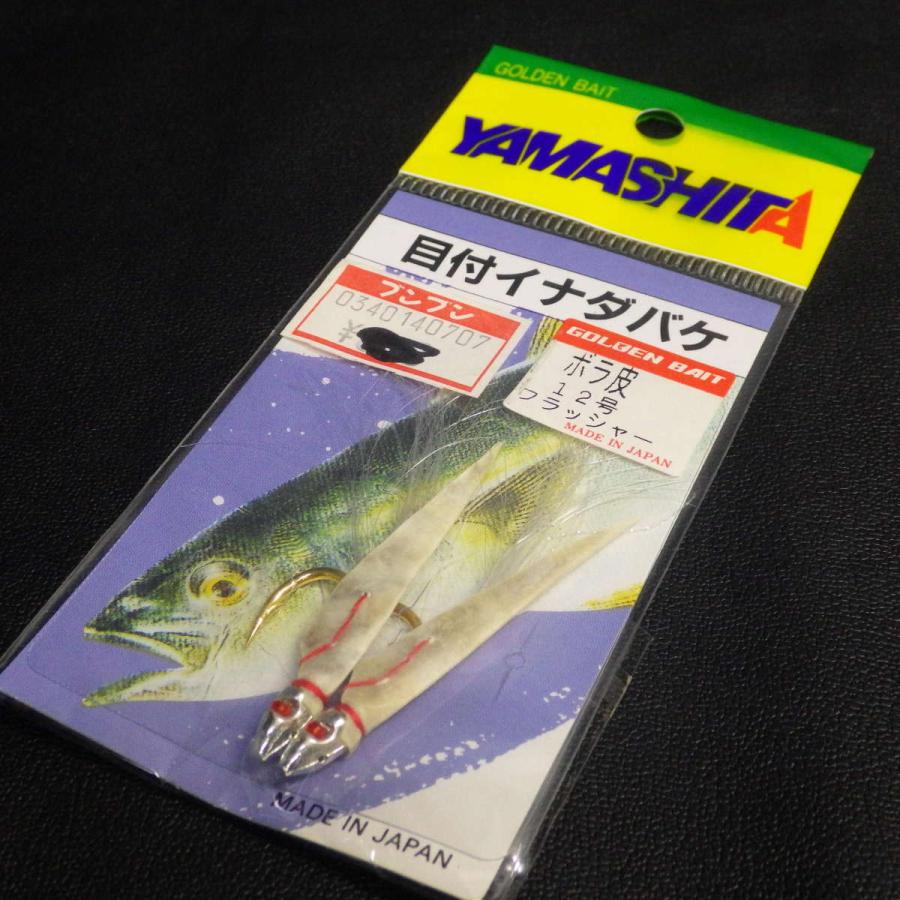 GOLDEN BAIT
YAMASHITA
目付イナダバケ
ブンブン
0340140707
¥
GOLDEN BAIT
ボラ皮
12号
フラッシャー
MADE IN JAPAN
MADE IN JAPAN